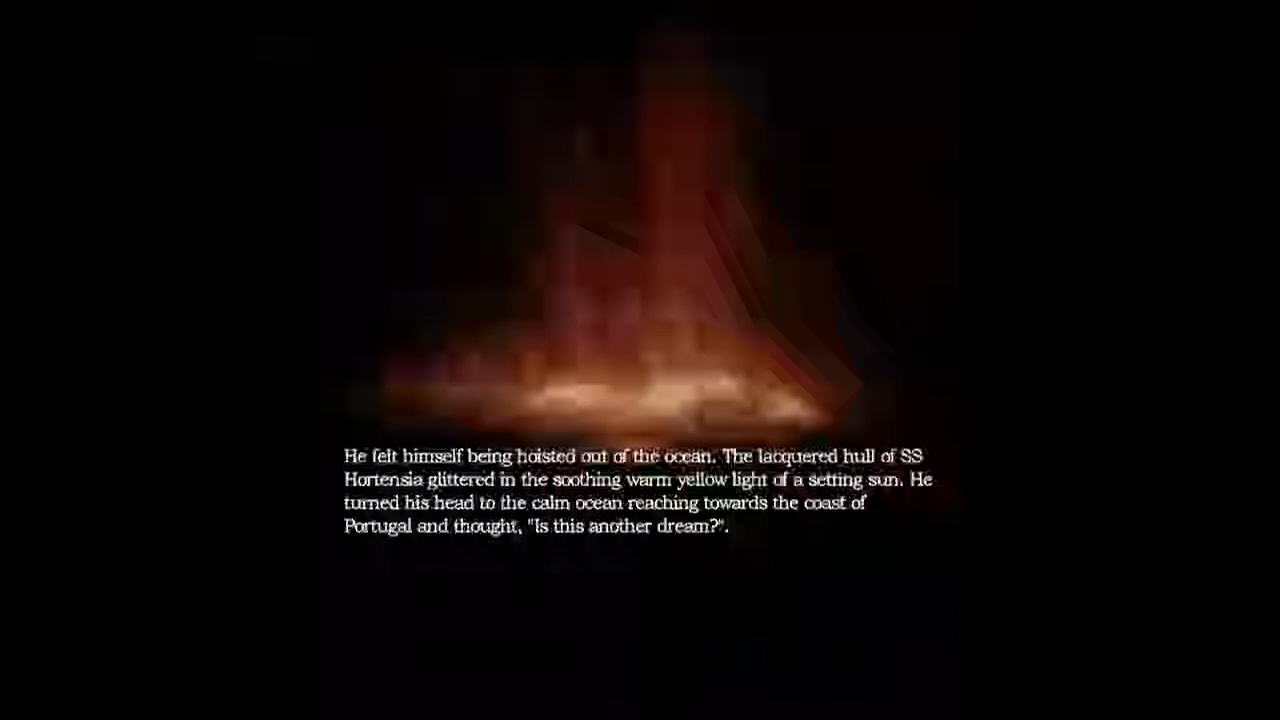 He felt himself being hoisted out of the ocean. The lacquered hull of SS
Hortensia glittered in the soothing warm yellow light of a setting sun. He
turned his head to the calm ocean reaching towards the coast of
Portugal and thought, "Is this another dream?".